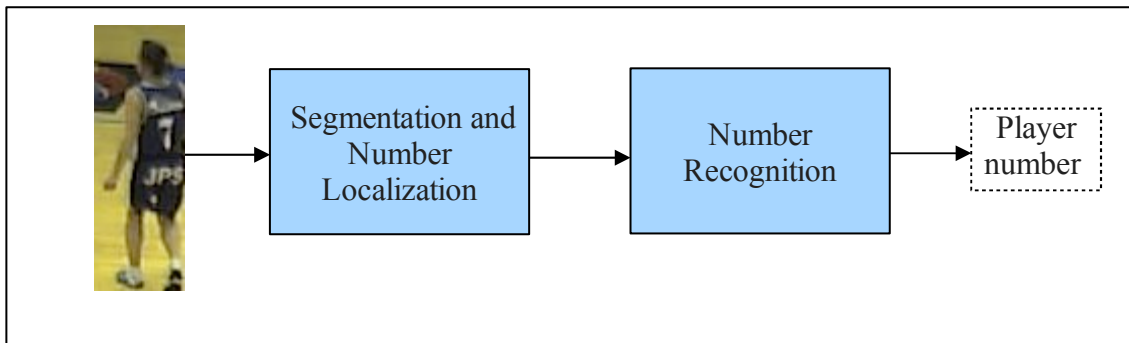 7
JPS
Segmentation and
Number
Localization
Number
Recognition
Player
number